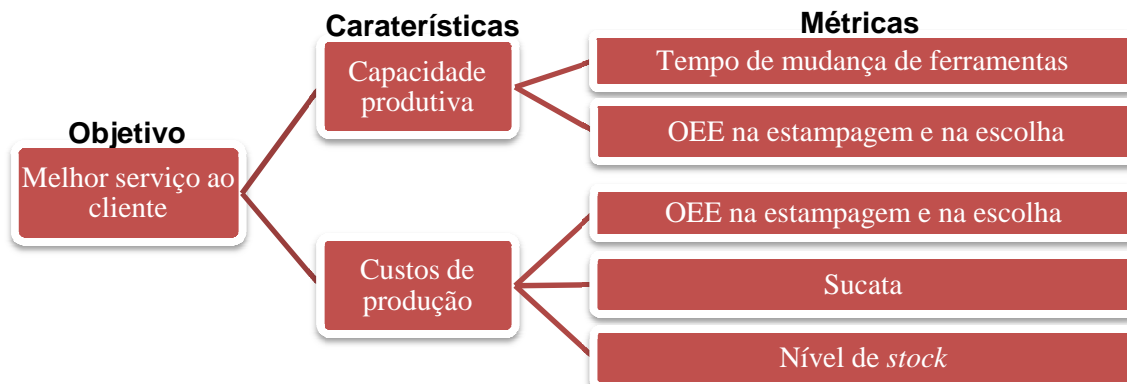 Caraterísticas
Métricas
Objetivo
Melhor serviço ao
cliente
Capacidade
produtiva
Tempo de mudança de ferramentas
OEE na estampagem e na escolha
Custos de
produção
OEE na estampagem e na escolha
Sucata
Nível de stock